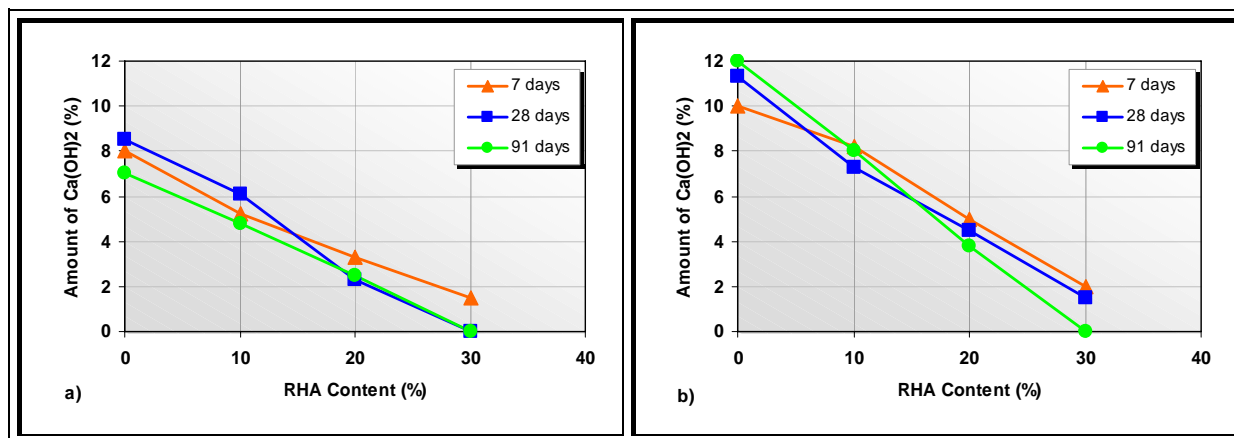 12
10
8
6
4
2
0
Amount of Ca(OH)2 (%)
0 10 20 30 40
RHA Content (%)
7 days
28 days
91 days
a)
12
10
8
6
4
2
0
Amount of Ca(OH)2 (%)
0 10 20 30 40
RHA Content (%)
7 days
28 days
91 days
b)